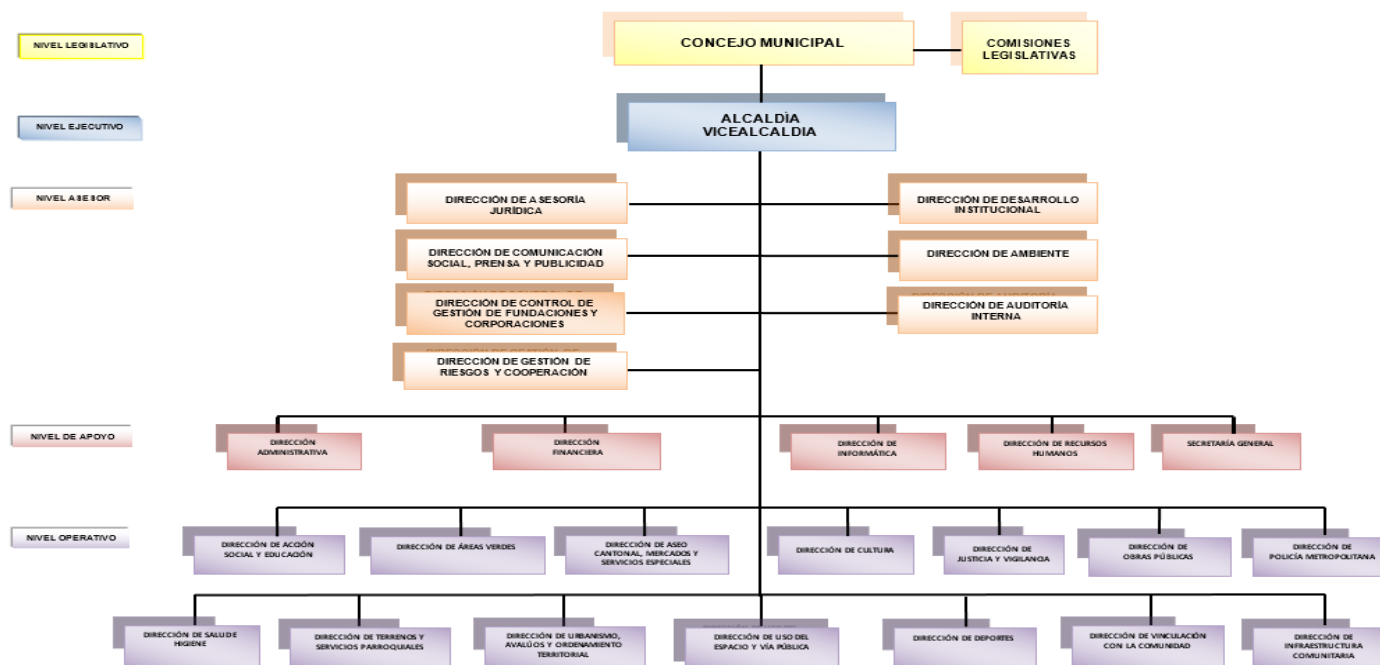 NIVEL LEGISLATIVO
CONCEJO MUNICIPAL
COMISIONES
LEGISLATIVAS
NIVEL EJECUTIVO
ALCALDÌA
VICEALCALDIA
NIVEL ASESOR
DIRECCIÓN DE ASESORÍA
JURÍDICA
DIRECCIÓN DE DESARROLLO
INSTITUCIONAL
DIRECCIÓN DE COMUNICACIÓN
SOCIAL, PRENSA Y PUBLICIDAD
DIRECCIÓN DE AMBIENTE
DIRECCIÓN DE CONTROL DE
GESTIÓN DE FUNDACIONES Y
CORPORACIONES
DIRECCIÓN DE AUDITORÍA
INTERNA
DIRECCIÓN DE GESTIÓN DE
RIESGOS Y COOPERACIÓN
NIVEL DE APOYO
DIRECCIÓN
ADMINISTRATIVA
DIRECCIÓN
FINANCIERA
DIRECCIÓN DE
INFORMÁTICA
DIRECCIÓN DE RECURSOS
HUMANOS
SECRETARÍA GENERAL
NIVEL OPERATIVO
DIRECCIÓN DE ACCIÓN
SOCIAL Y EDUCACIÓN
DIRECCIÓN DE ÁREAS VERDES
DIRECCIÓN DE ASEO
CANTONAL, MERCADOS Y
SERVICIOS ESPECIALES
DIRECCIÓN DE CULTURA
DIRECCIÓN DE
JUSTICIA Y VIGILANCIA
DIRECCIÓN DE
OBRAS PÚBLICAS
DIRECCIÓN DE
POLICÍA METROPOLITANA
DIRECCIÓN DE SALUD E
HIGIENE
DIRECCIÓN DE TERRENOS Y
SERVICIOS PARROQUIALES
DIRECCIÓN DE URBANISMO,
AVALÚOS Y ORDENAMIENTO
TERRITORIAL
DIRECCIÓN DE USO DEL
ESPACIO Y VÍA PÚBLICA
DIRECCIÓN DE DEPORTES
DIRECCIÓN DE VINCULACIÓN
CON LA COMUNIDAD
DIRECCIÓN DE
INFRAESTRUCTURA
COMUNITARIA